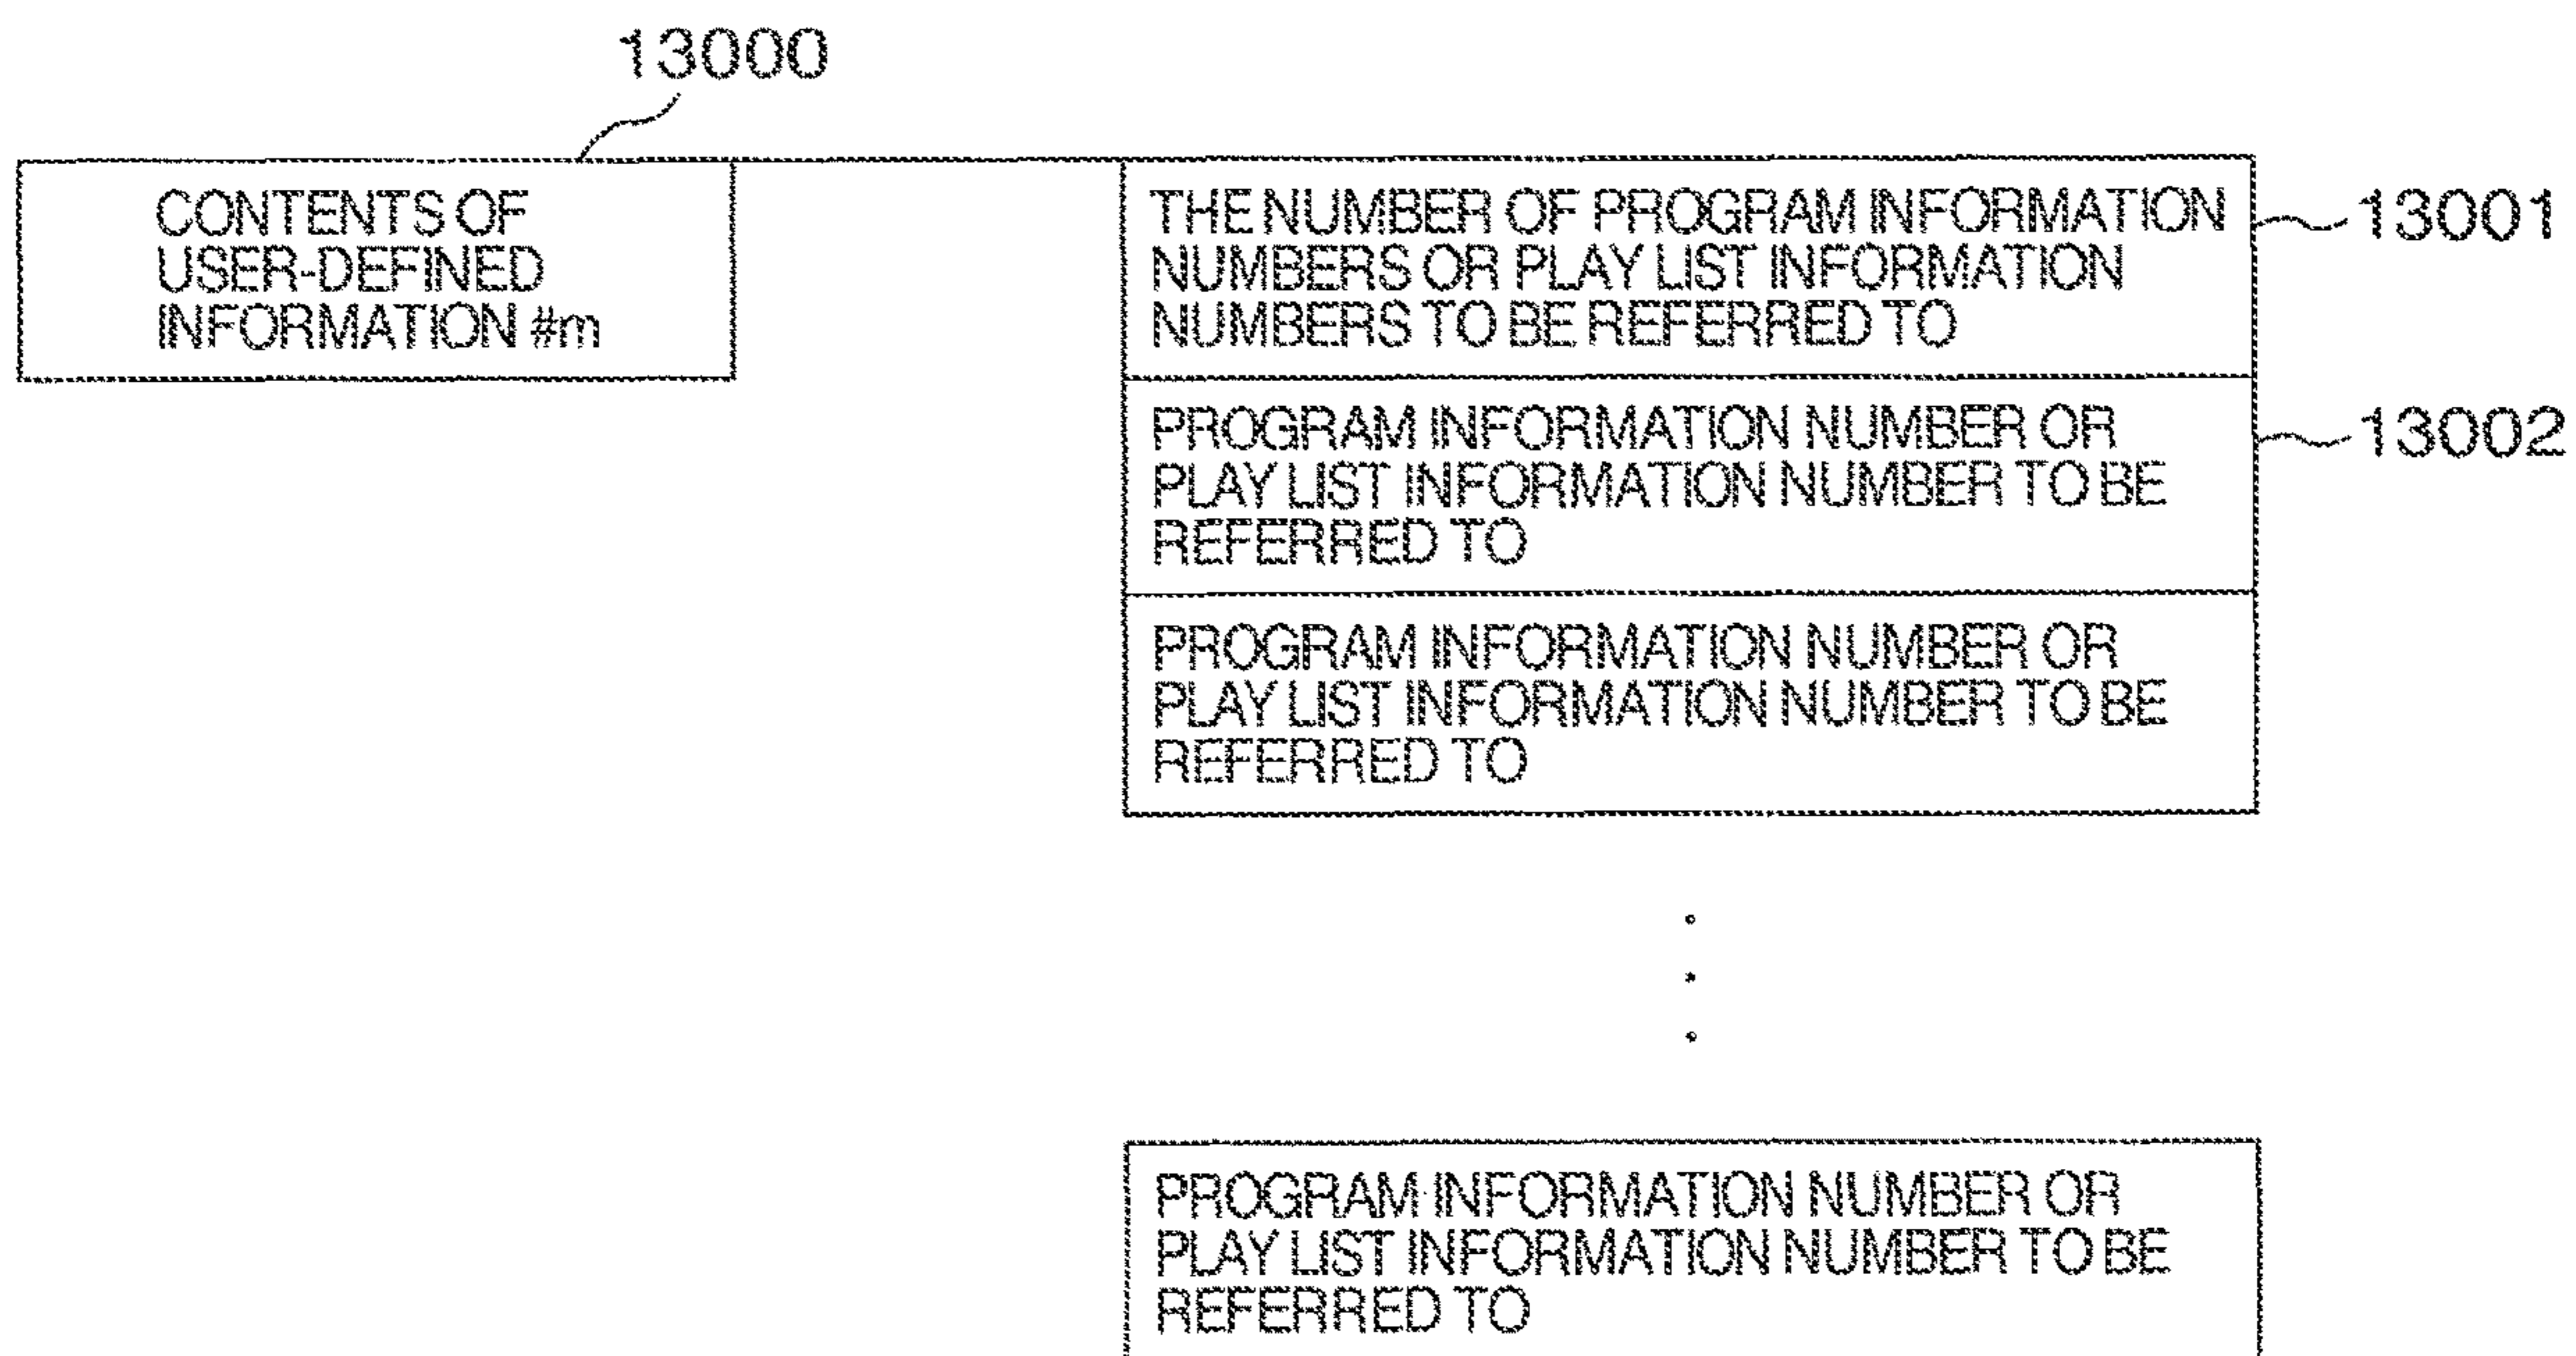 13000
CONTENTS OF
USER-DEFINED
INFORMATION #m
THE NUMBER OF PROGRAM INFORMATION
NUMBERS OR PLAY LIST INFORMATION
NUMBERS TO BE REFERRED TO
13001
PROGRAM INFORMATION NUMBER OR
PLAY LIST INFORMATION NUMBER TO BE
REFERRED TO
13002
PROGRAM INFORMATION NUMBER OR
PLAY LIST INFORMATION NUMBER TO BE
REFERRED TO
PROGRAM INFORMATION NUMBER OR
PLAY LIST INFORMATION NUMBER TO BE
REFERRED TO